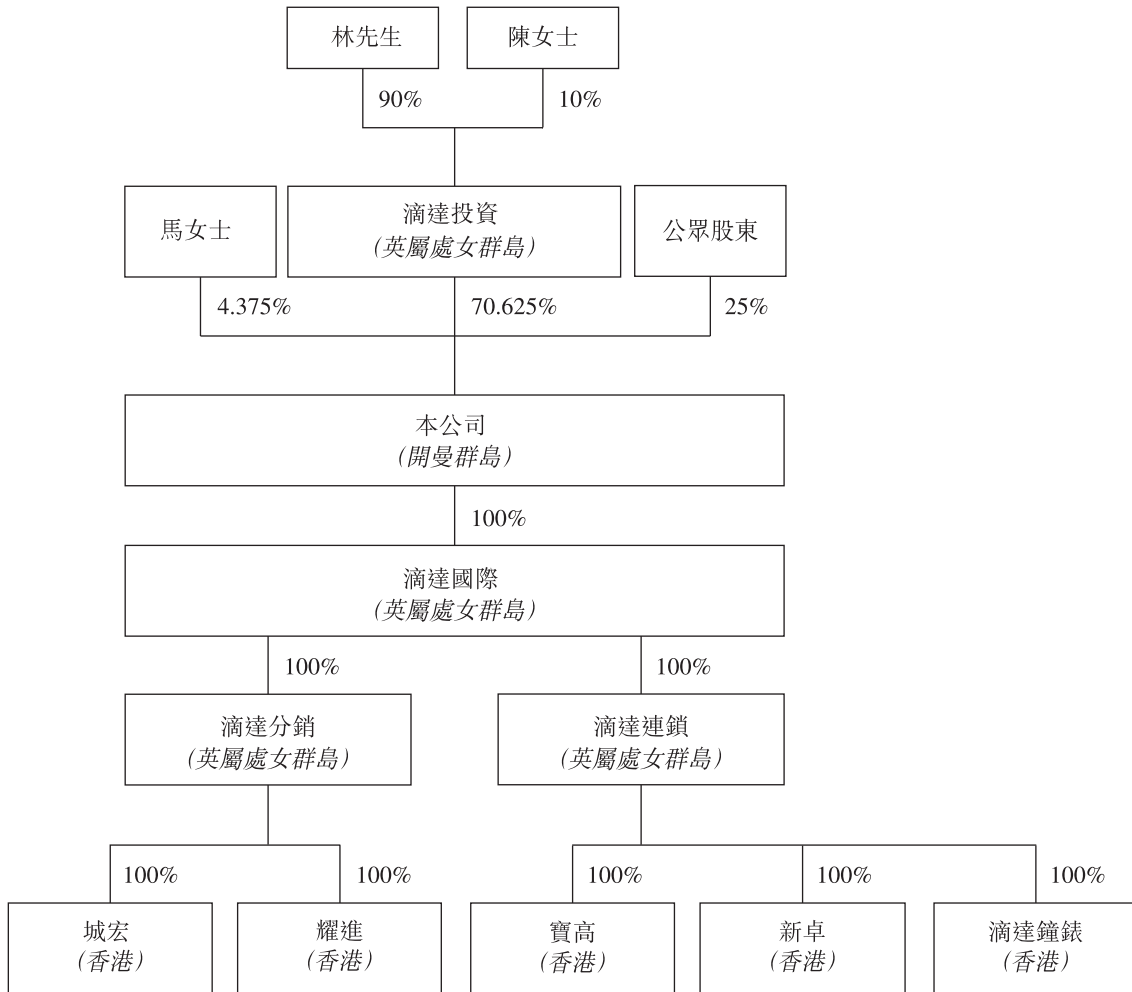 林先生
陳女士
90%
10%
馬女士
滴達投資
(英屬處女群島)
公眾股東
4.375%
70.625%
25%
本公司
(開曼群島)
100%
滴達國際
(英屬處女群島)
100%
100%
滴達分銷
(英屬處女群島)
滴達連鎖
(英屬處女群島)
100%
100%
100%
100%
100%
城宏
(香港)
耀進
(香港)
寶高
(香港)
新卓
(香港)
滴達鐘錶
(香港)